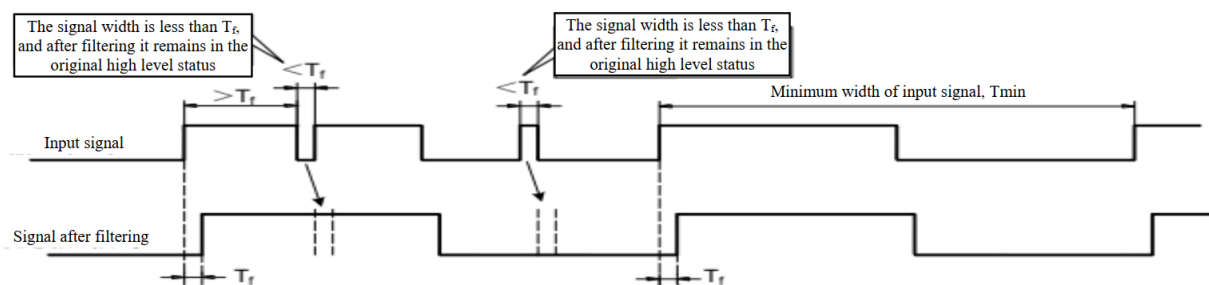 The signal width is less than Tf,
and after filtering it remains in the
original high level status
The signal width is less than Tf,
and after filtering it remains in the
original high level status
<Tf
<Tf
>Tf
Minimum width of input signal, Tmin
Input signal
Signal after filtering
Tf
Tf